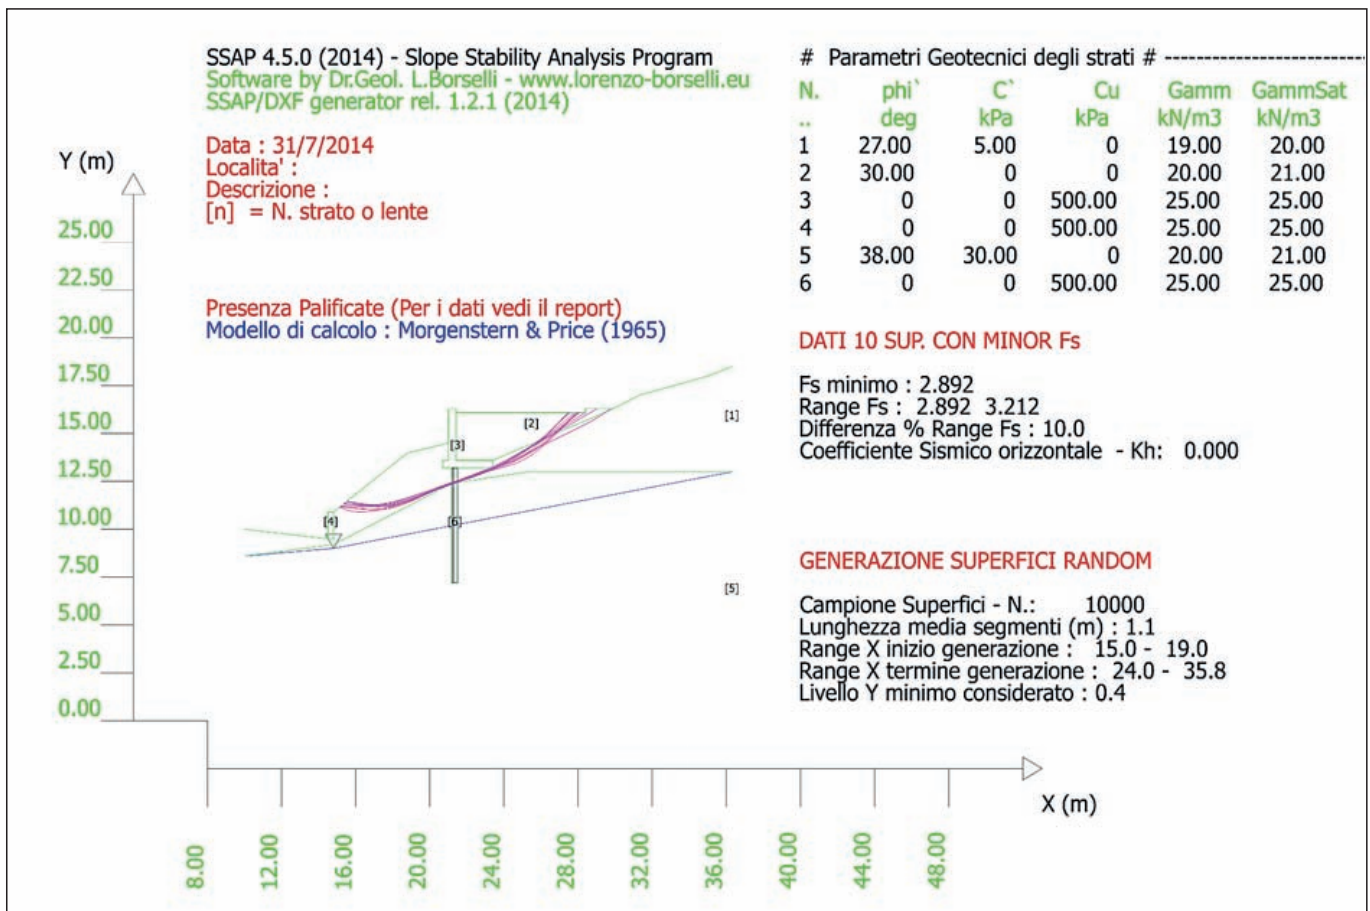 SSAP 4.5.0 (2014) - Slope Stability Analysis Program
Software by Dr.Geol. L.Borselli - www.lorenzo-borselli.eu
SSAP/DXF generator rel. 1.2.1 (2014)
Data : 31/7/2014
Localita' :
Descrizione :
[n] = N. strato o lente
Presenza Palificate (Per i dati vedi il report)
Modello di calcolo : Morgenstern & Price (1965)
# Parametri Geotecnici degli strati # -----------------------
N. phi` C` Cu Gamm GammSat
.. deg kPa kPa kN/m3 kN/m3
1 27.00 5.00 0 19.00 20.00
2 30.00 0 0 20.00 21.00
3 0 0 500.00 25.00 25.00
4 0 0 500.00 25.00 25.00
5 38.00 30.00 0 20.00 21.00
6 0 0 500.00 25.00 25.00
DATI 10 SUP. CON MINOR Fs
Fs minimo : 2.892
Range Fs : 2.892 3.212
Differenza % Range Fs : 10.0
Coefficiente Sismico orizzontale - Kh: 0.000
GENERAZIONE SUPERFICI RANDOM
Campione Superfici - N.: 10000
Lunghezza media segmenti (m) : 1.1
Range X inizio generazione : 15.0 - 19.0
Range X termine generazione : 24.0 - 35.8
Livello Y minimo considerato : 0.4
Y (m)
25.00
22.50
20.00
17.50
15.00
12.50
10.00
7.50
5.00
2.50
0.00
[1]
[2]
[3]
[4]
[6]
[5]
X (m)
8.00
12.00
16.00
20.00
24.00
28.00
32.00
36.00
40.00
44.00
48.00